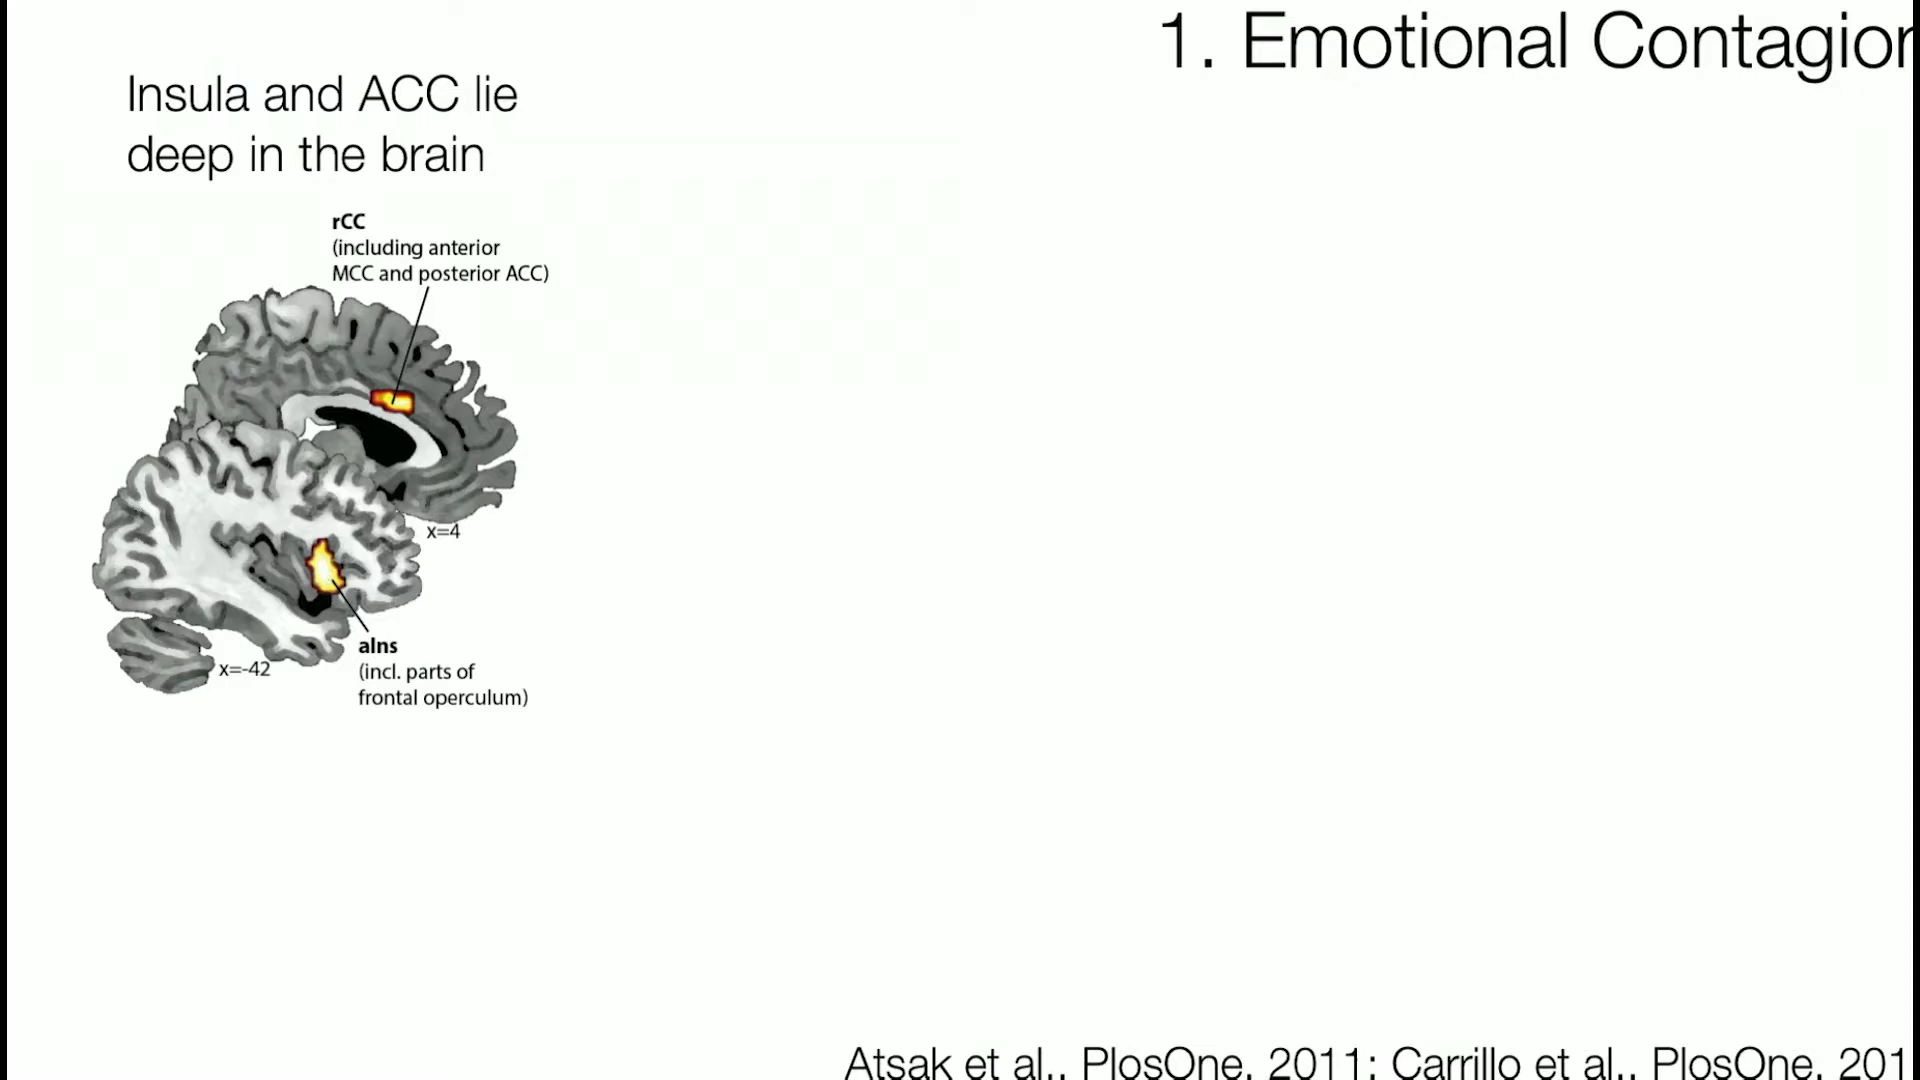 1. Emotional Contagion
Insula and ACC lie
deep in the brain
rCC
(including anterior
MCC and posterior ACC)
x=4
aIns
(incl. parts of
frontal operculum)
x=-42
Atsak et al., PlosOne, 2011; Carrillo et al., PlosOne, 201